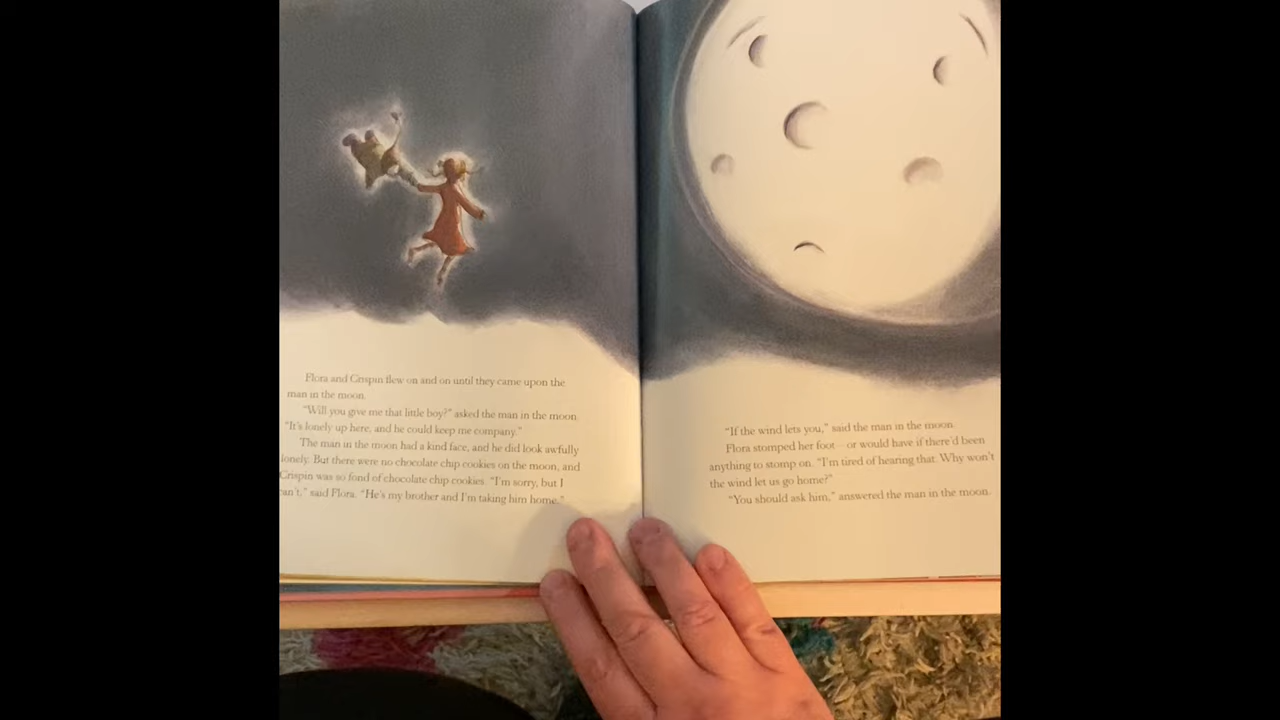 Flora and Crispin flew on and on until they came upon the
man in the moon.
"Will you give me that little boy?" asked the man in the moon.
"It's lonely up here, and he could keep me company."
The man in the moon had a kind face, and he did look awfully
lonely. But there were no chocolate chip cookies on the moon, and
Crispin was so fond of chocolate chip cookies. "I'm sorry, but I
can't," said Flora. "He's my brother and I'm taking him home."
"If the wind lets you," said the man in the moon.
Flora stomped her foot—or would have if there'd been
anything to stomp on. "I'm tired of hearing that. Why won't
the wind let us go home?"
"You should ask him," answered the man in the moon.